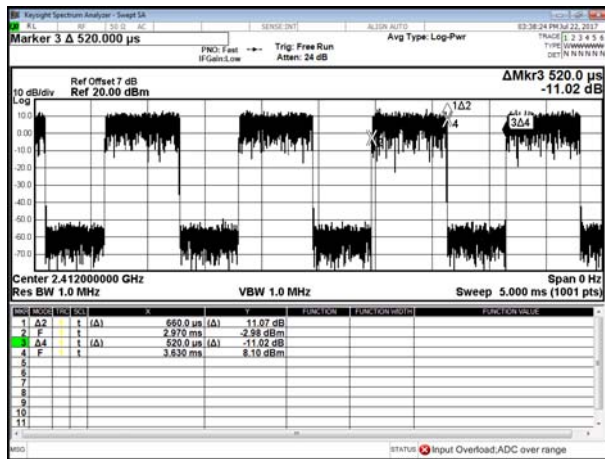 Keysight Spectrum Analyzer - Swept SA
RL RF 50 Ω AC SENSE:INT ALIGN AUTO 03:38:24 PM Jul 22, 2017
Marker 3 Δ 520.000 µs
PNO: Fast
IFGain:Low
Trig: Free Run
Atten: 24 dB
Avg Type: Log-Pwr
TRACE 1 2 3 4 5 6
TYPE WWWWWW
DET N N N N N N
Ref Offset 7 dB
10 dB/div Ref 20.00 dBm
ΔMkr3 520.0 µs
-11.02 dB
Log
10.0
0.00
-10.0
-20.0
-30.0
-40.0
-50.0
-60.0
-70.0
1Δ2
4
3Δ4
Center 2.412000000 GHz Span 0 Hz
Res BW 1.0 MHz VBW 1.0 MHz Sweep 5.000 ms (1001 pts)
MKR MODE TRC SCL X Y FUNCTION FUNCTION WIDTH FUNCTION VALUE
1 Δ2 t (Δ) 660.0 µs (Δ) 11.07 dB
2 F t 2.970 ms -2.98 dBm
3 Δ4 t (Δ) 520.0 µs (Δ) -11.02 dB
4 F t 3.630 ms 8.10 dBm
5
6
7
8
9
10
11
MSG STATUS Input Overload;ADC over range